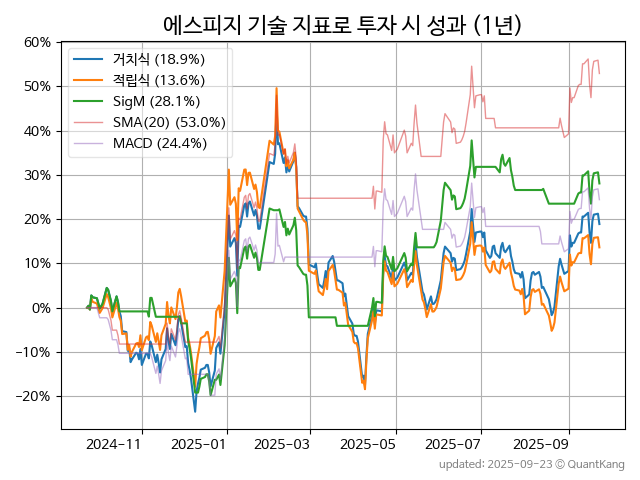 에스피지 기술 지표로 투자 시 성과 (1년)
60%
50%
40%
30%
20%
10%
0%
−10%
−20%
거치식 (18.9%)
적립식 (13.6%)
SigM (28.1%)
SMA(20) (53.0%)
MACD (24.4%)
2024-11 2025-01 2025-03 2025-05 2025-07 2025-09
updated: 2025-09-23 © QuantKang